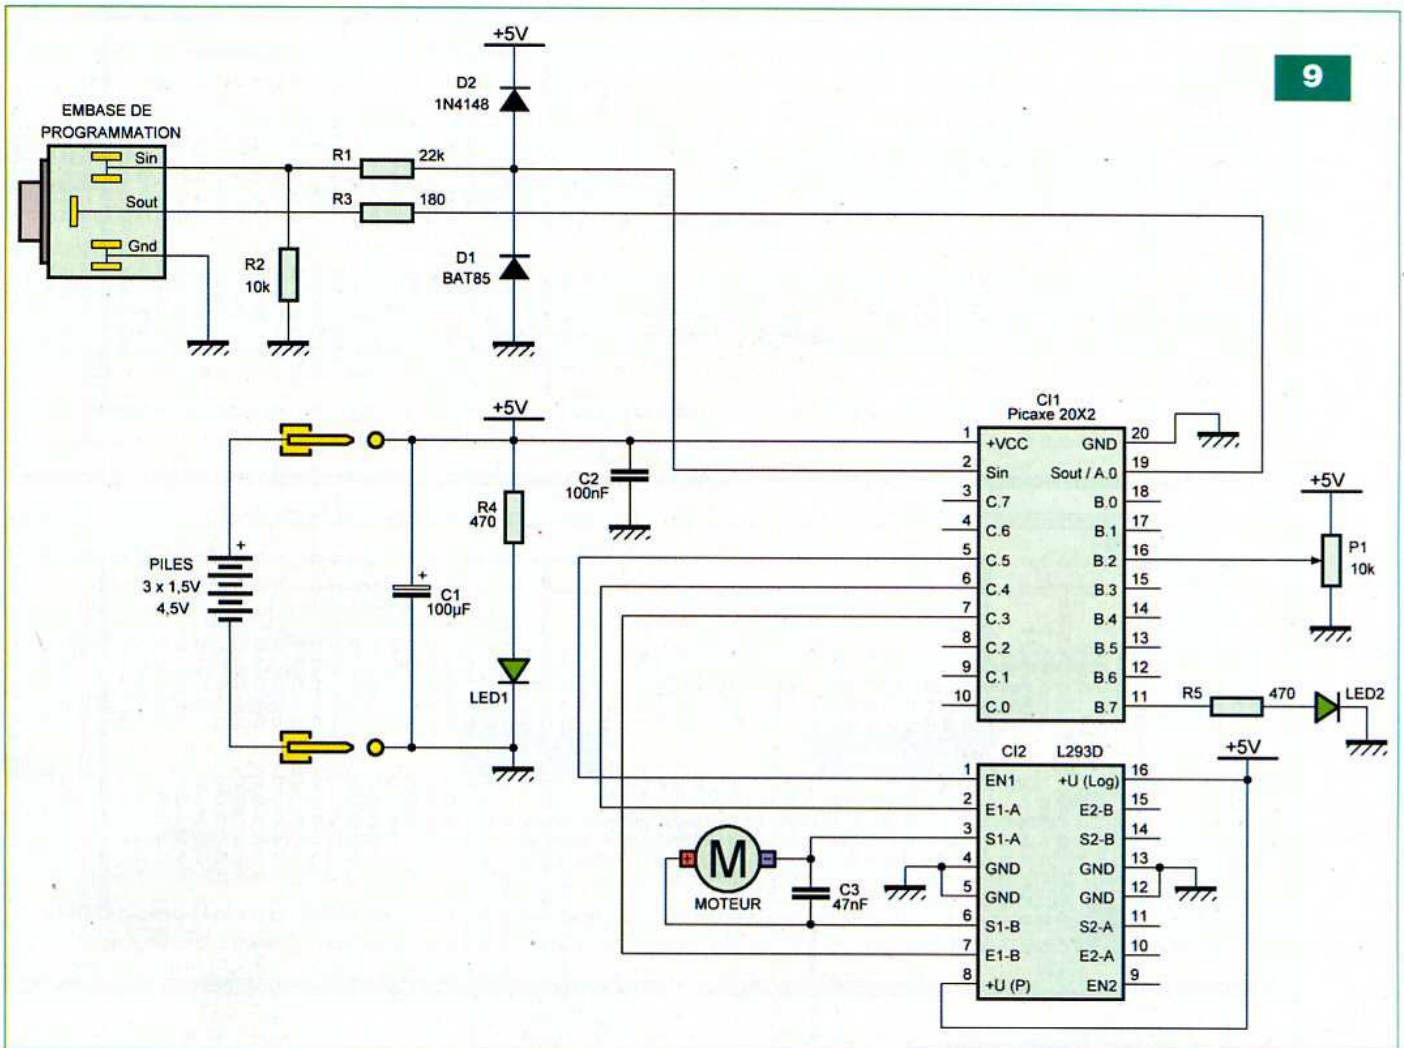 9
+5V
D2
1N4148
EMBASE DE
PROGRAMMATION
Sin
R1 22k
Sout
R3 180
Gnd
R2
10k
D1
BAT85
+5V
CI1
Picaxe 20X2
1 +VCC GND 20
2 Sin Sout / A.0 19
3 C.7 B.0 18
4 C.6 B.1 17
5 C.5 B.2 16
6 C.4 B.3 15
7 C.3 B.4 14
8 C.2 B.5 13
9 C.1 B.6 12
10 C.0 B.7 11
C2
100nF
R4
470
+5V
P1
10k
PILES
3 x 1,5V
4,5V
+
+
C1
100µF
LED1
R5 470 LED2
+5V
CI2 L293D
1 EN1 +U (Log) 16
2 E1-A E2-B 15
3 S1-A S2-B 14
4 GND GND 13
5 GND GND 12
6 S1-B S2-A 11
7 E1-B E2-A 10
8 +U (P) EN2 9
+ M -
MOTEUR
C3
47nF